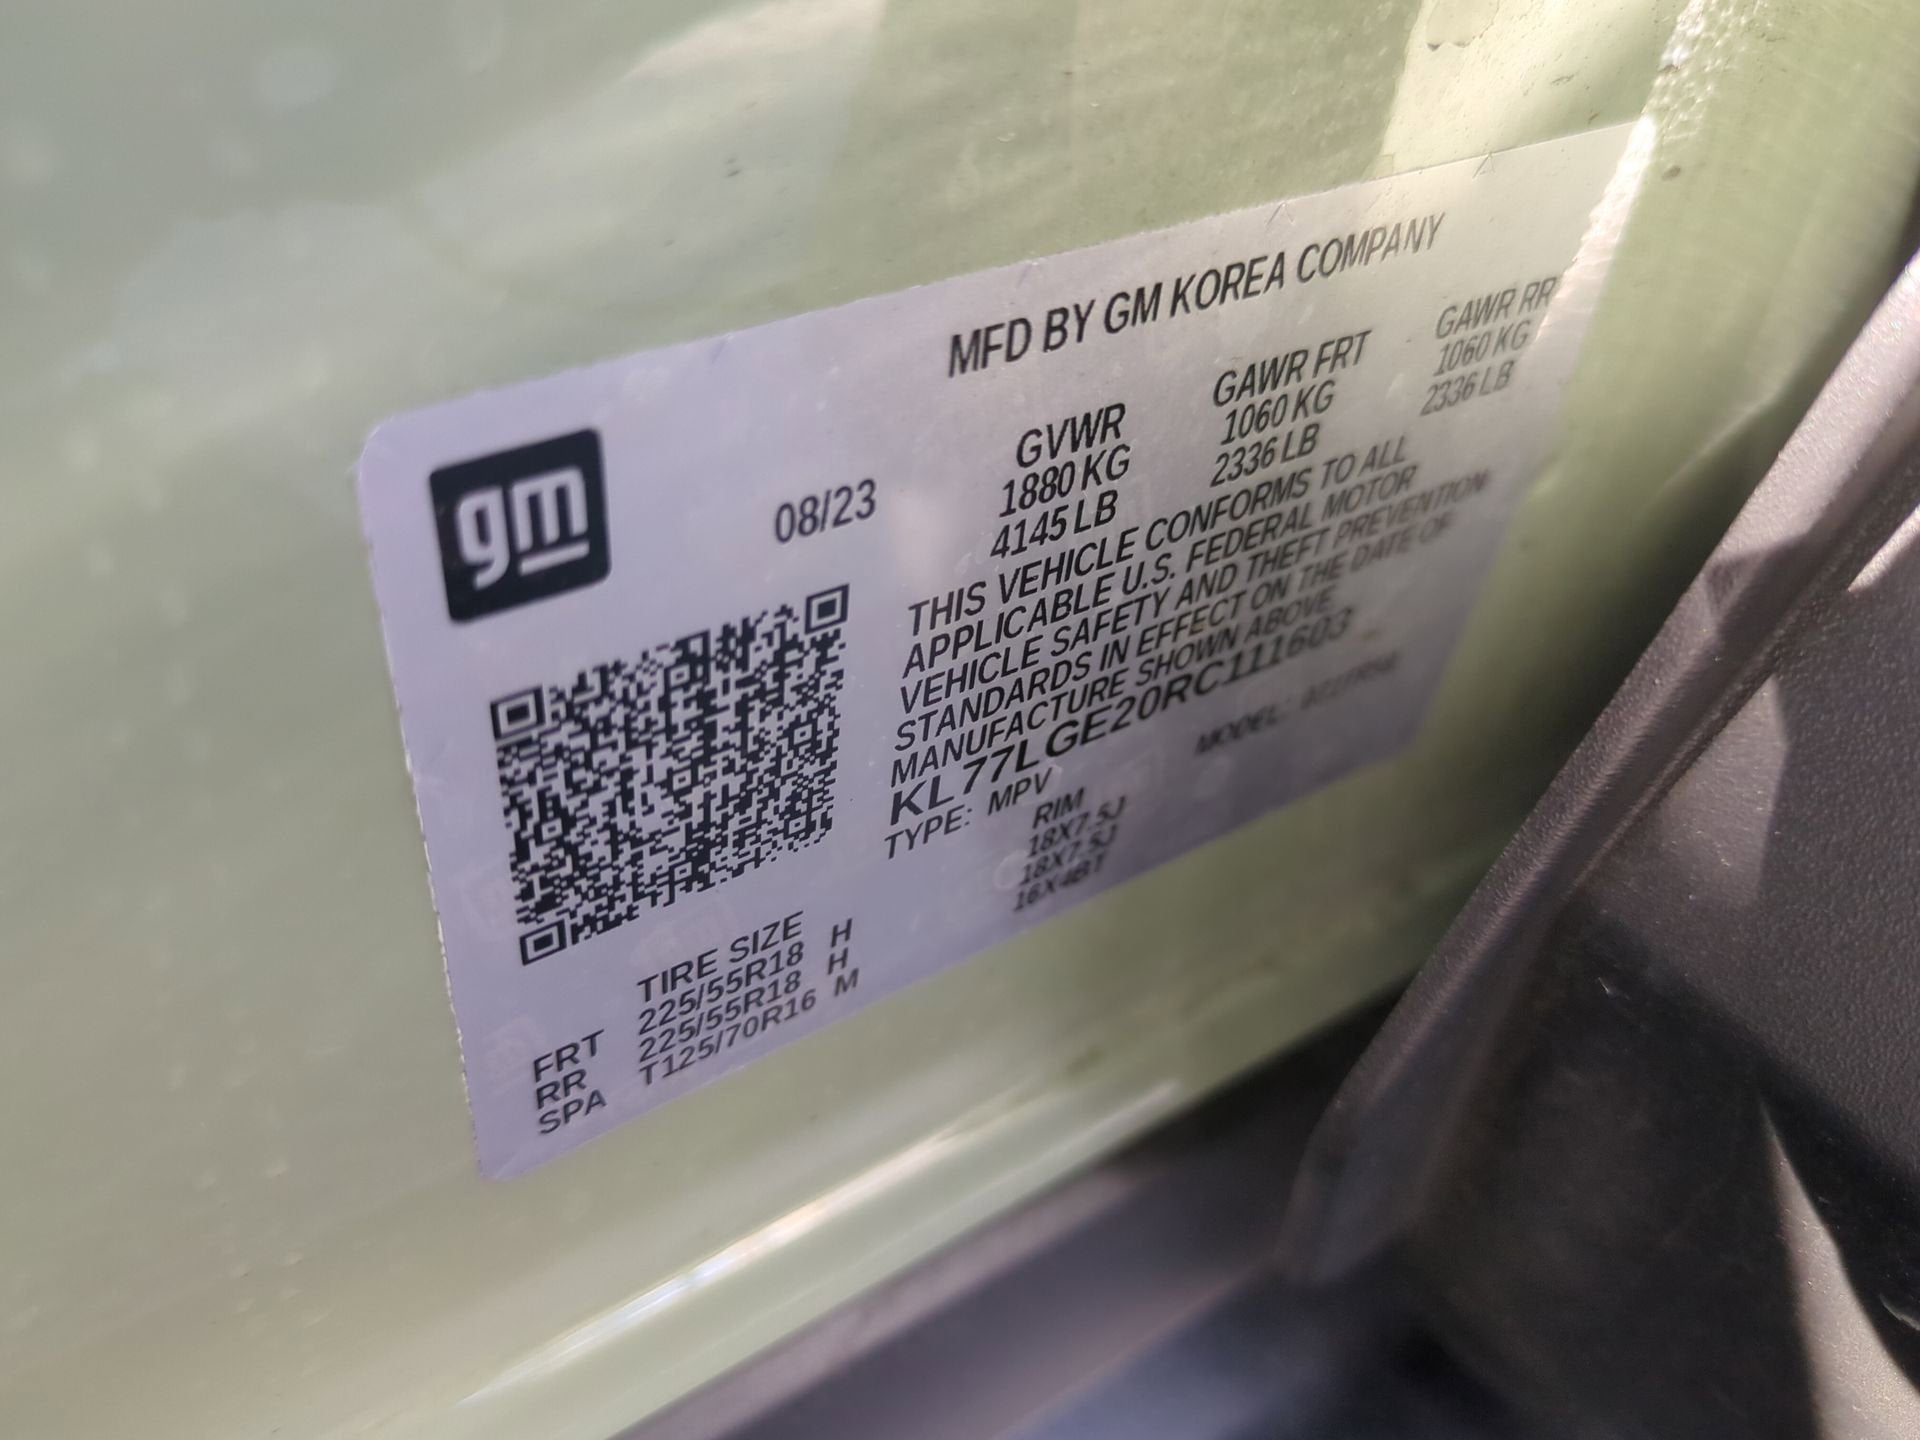 MFD BY GM KOREA COMPANY
gm
08/23
GVWR GAWR FRT GAWR RR
1880 KG 1060 KG 1060 KG
4145 LB 2336 LB 2336 LB
THIS VEHICLE CONFORMS TO ALL
APPLICABLE U.S. FEDERAL MOTOR
VEHICLE SAFETY AND THEFT PREVENTION
STANDARDS IN EFFECT ON THE DATE OF
MANUFACTURE SHOWN ABOVE.
KL77LGE20RC111603
TYPE: MPV MODEL:
TIRE SIZE RIM
FRT 225/55R18 H 18X7.5J
RR 225/55R18 H 18X7.5J
SPA T125/70R16 M 16X4BT